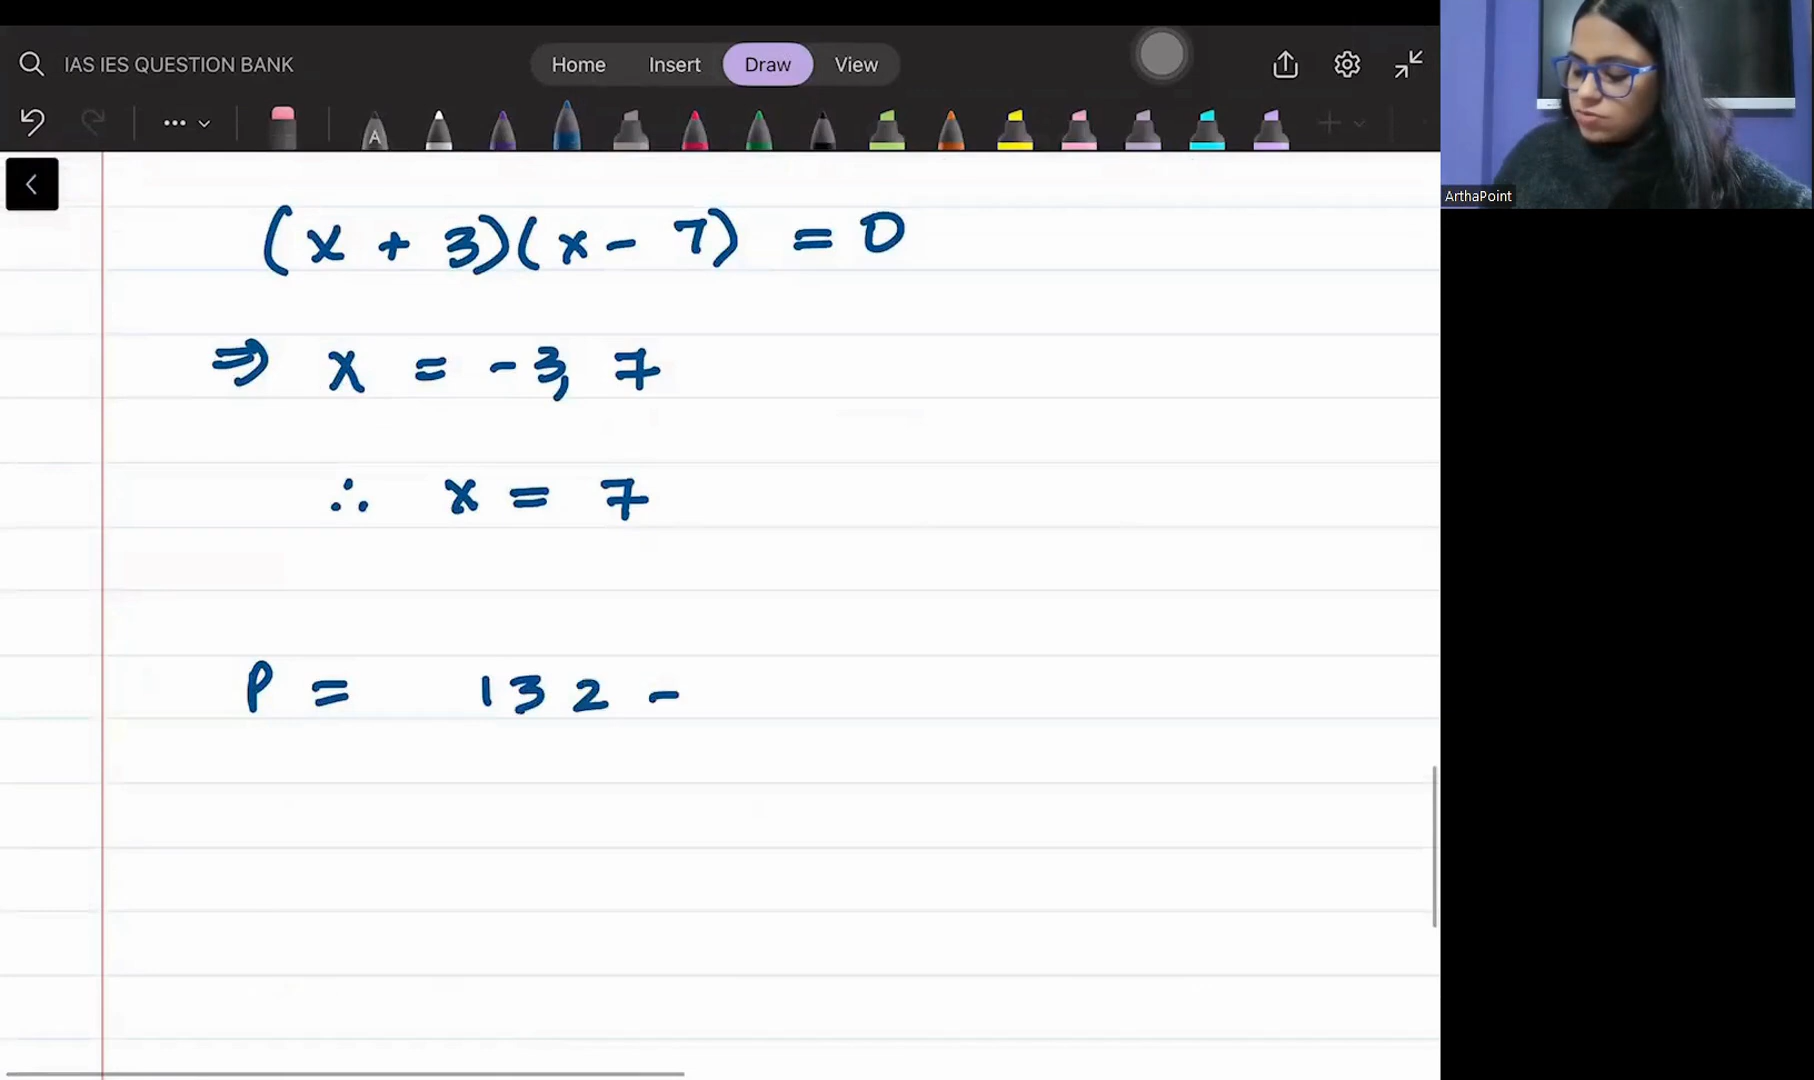 IAS IES QUESTION BANK
Home Insert Draw View
A
ArthaPoint
(x + 3)(x - 7) = 0
⇒ x = -3, 7
∴ x = 7
P = 132 -